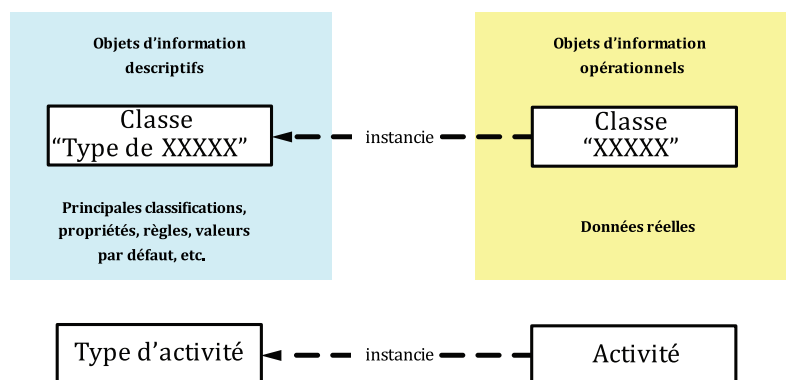 Objets d’information
descriptifs
Classe
“Type de XXXXX”
Principales classifications,
propriétés, règles, valeurs
par défaut, etc.
instancie
Objets d’information
opérationnels
Classe
“XXXXX”
Données réelles
Type d’activité
instancie
Activité